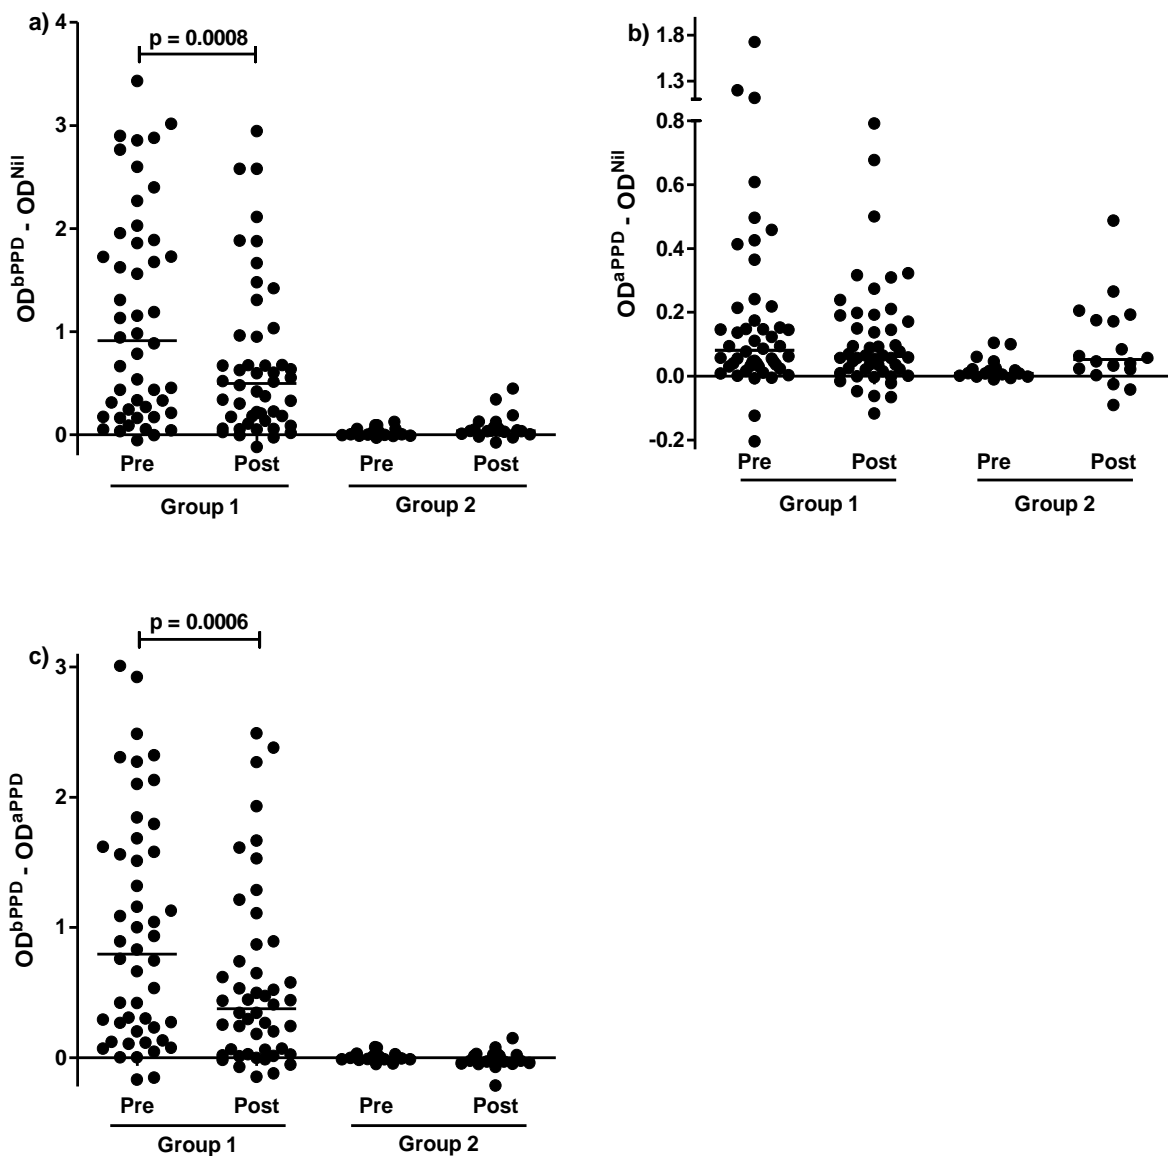 a)
p = 0.0008
4
3
2
1
0
OD^bPPD - OD^Nil
Pre Post Pre Post
Group 1 Group 2
b)
1.8
1.3
0.8
0.6
0.4
0.2
0.0
-0.2
OD^aPPD - OD^Nil
Pre Post Pre Post
Group 1 Group 2
c)
p = 0.0006
3
2
1
0
OD^bPPD - OD^aPPD
Pre Post Pre Post
Group 1 Group 2